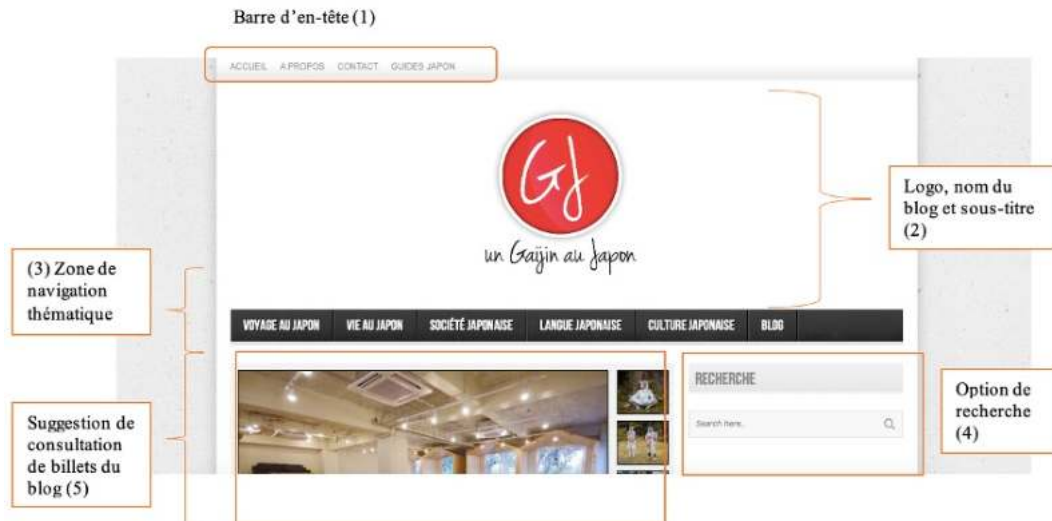 Barre d'en-tête (1)
ACCUEIL A PROPOS CONTACT GUIDES JAPON
GJ
un Gaijin au Japon
Logo, nom du
blog et sous-titre
(2)
(3) Zone de
navigation
thématique
VOYAGE AU JAPON VIE AU JAPON SOCIÉTÉ JAPONAISE LANGUE JAPONAISE CULTURE JAPONAISE BLOG
RECHERCHE
Search here..
Option de
recherche
(4)
Suggestion de
consultation
de billets du
blog (5)